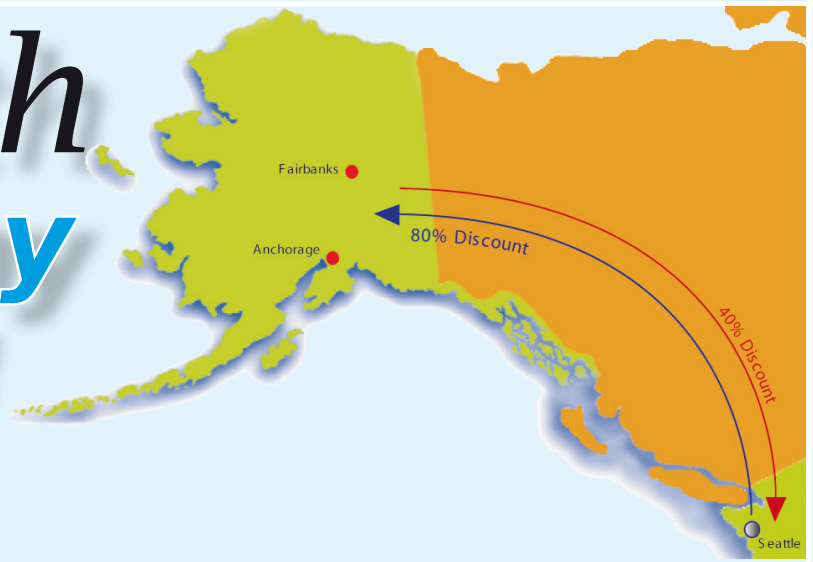 h
y
Fairbanks
Anchorage
80% Discount
40% Discount
Seattle